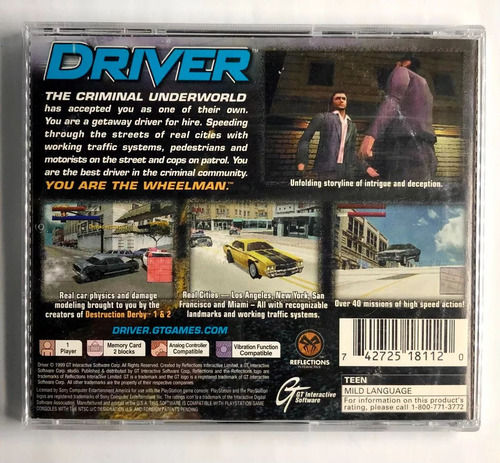 DRIVER™
THE CRIMINAL UNDERWORLD
has accepted you as one of their own.
You are a getaway driver for hire. Speeding
through the streets of real cities with
working traffic systems, pedestrians and
motorists on the street and cops on patrol. You
are the best driver in the criminal community.
YOU ARE THE WHEELMAN.™
Unfolding storyline of intrigue and deception.
Real car physics and damage
modeling brought to you by the
creators of Destruction Derby 1 & 2
Real Cities — Los Angeles, New York, San
Francisco and Miami – All with recognizable
landmarks and working traffic systems.
Over 40 missions of high speed action!
DRIVER.GTGAMES.COM
1
Player
Memory Card
2 blocks
Analog Controller
Compatible
Vibration Function
Compatible
REFLECTIONS
INTERACTIVE
GT Interactive
Software
7 42725 18112 0
TEEN
MILD LANGUAGE
For information on this product's
rating, please call 1-800-771-3772